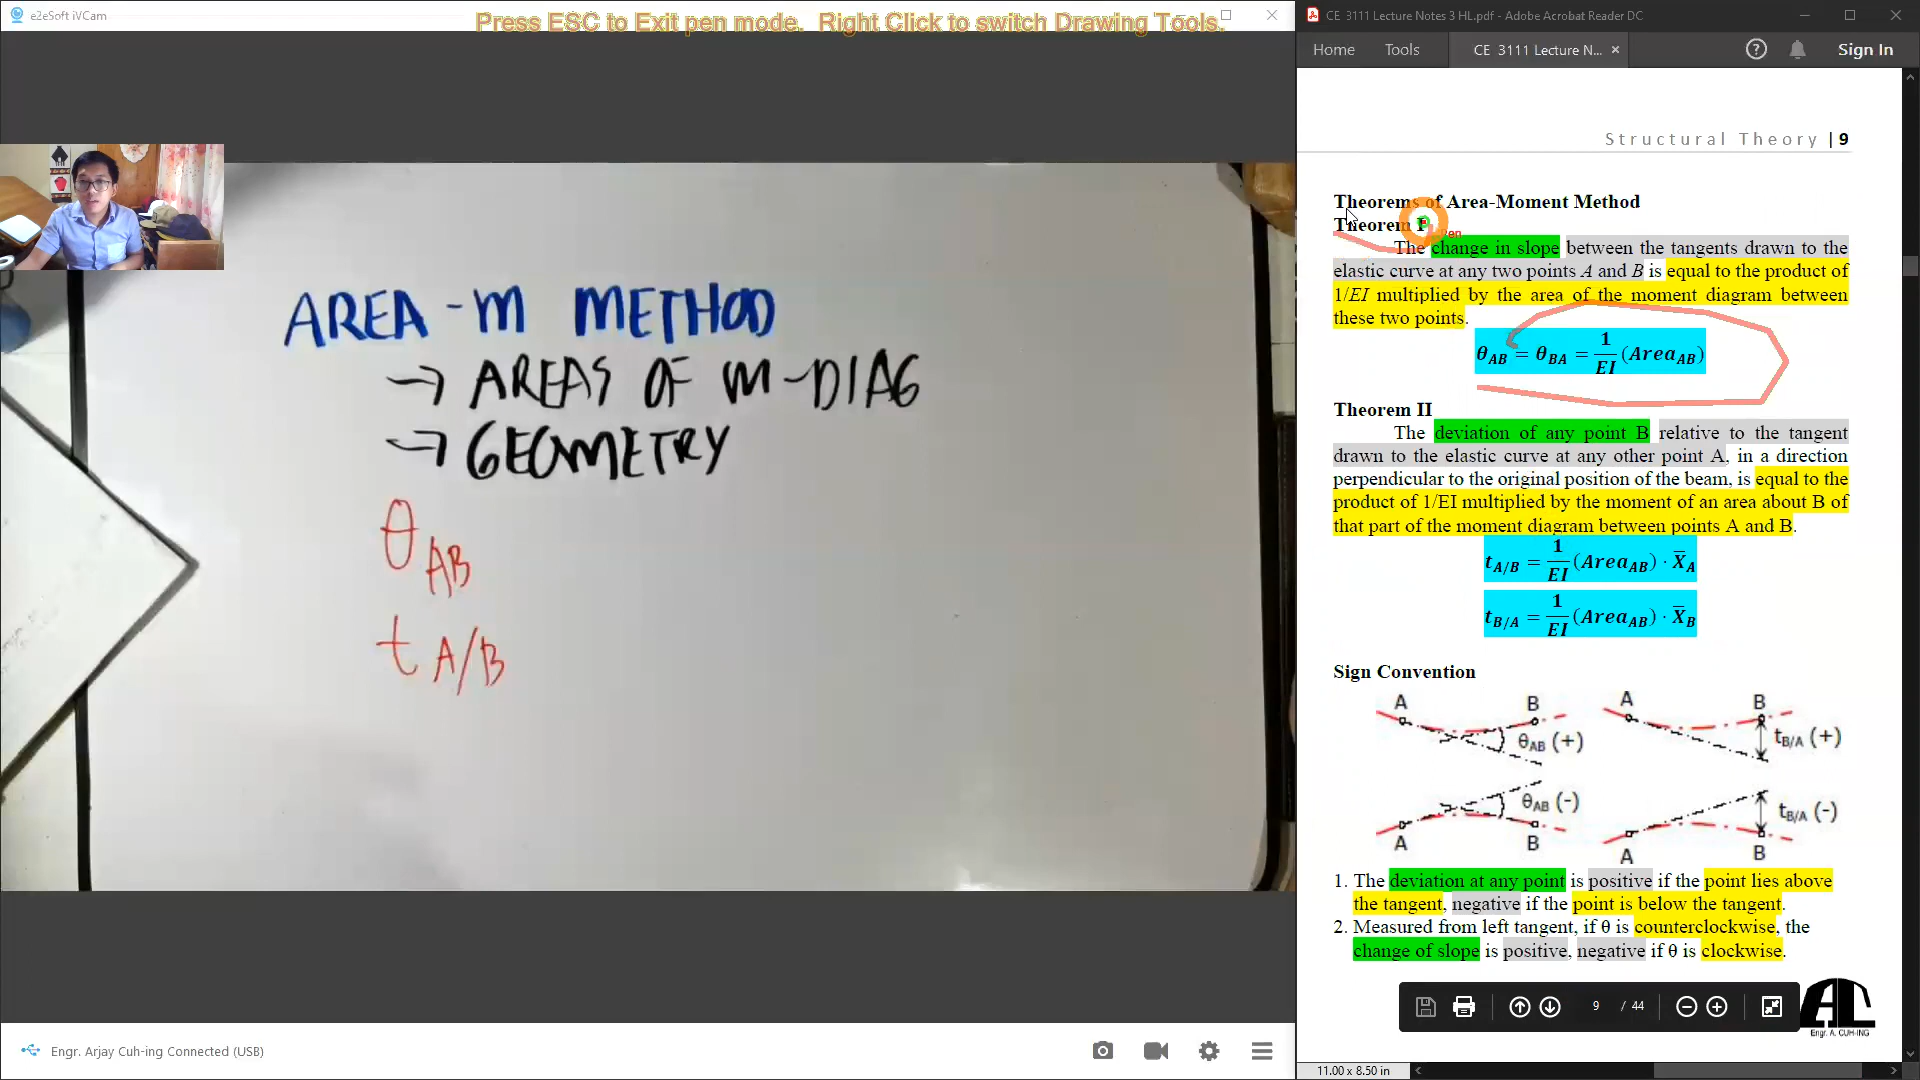 e2eSoft iVCam
Press ESC to Exit pen mode. Right Click to switch Drawing Tools.
AREA - M METHOD
→ AREAS OF M-DIAG
→ GEOMETRY
θAB
tA/B
Engr. Arjay Cuh-ing Connected (USB)
CE 3111 Lecture Notes 3 HL.pdf - Adobe Acrobat Reader DC
Home Tools CE 3111 Lecture N... × ? Sign In
Structural Theory | 9
Theorems of Area-Moment Method
Theorem I
Pen
The change in slope between the tangents drawn to the
elastic curve at any two points A and B is equal to the product of
1/EI multiplied by the area of the moment diagram between
these two points.
θAB = θBA = 1/EI (AreaAB)
Theorem II
The deviation of any point B relative to the tangent
drawn to the elastic curve at any other point A, in a direction
perpendicular to the original position of the beam, is equal to the
product of 1/EI multiplied by the moment of an area about B of
that part of the moment diagram between points A and B.
tA/B = 1/EI (AreaAB) · X̅A
tB/A = 1/EI (AreaAB) · X̅B
Sign Convention
A B A B
θAB (+) tB/A (+)
θAB (-) tB/A (-)
A B A B
1. The deviation at any point is positive if the point lies above
the tangent, negative if the point is below the tangent.
2. Measured from left tangent, if θ is counterclockwise, the
change of slope is positive, negative if θ is clockwise.
9 / 44
Engr. A. CUH-ING
11.00 x 8.50 in